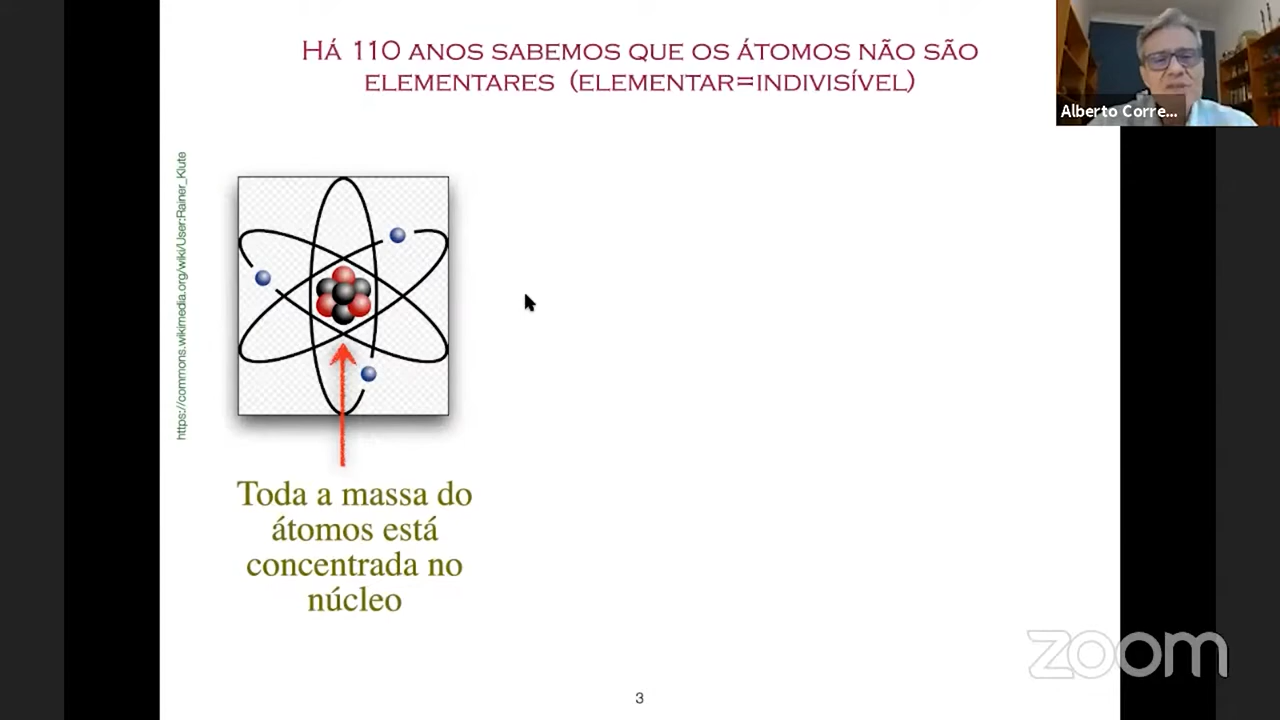 HÁ 110 ANOS SABEMOS QUE OS ÁTOMOS NÃO SÃO
ELEMENTARES (ELEMENTAR=INDIVISÍVEL)
Alberto Corre...
https://commons.wikimedia.org/wiki/User:Rainer_Klute
Toda a massa do
átomos está
concentrada no
núcleo
zoom
3